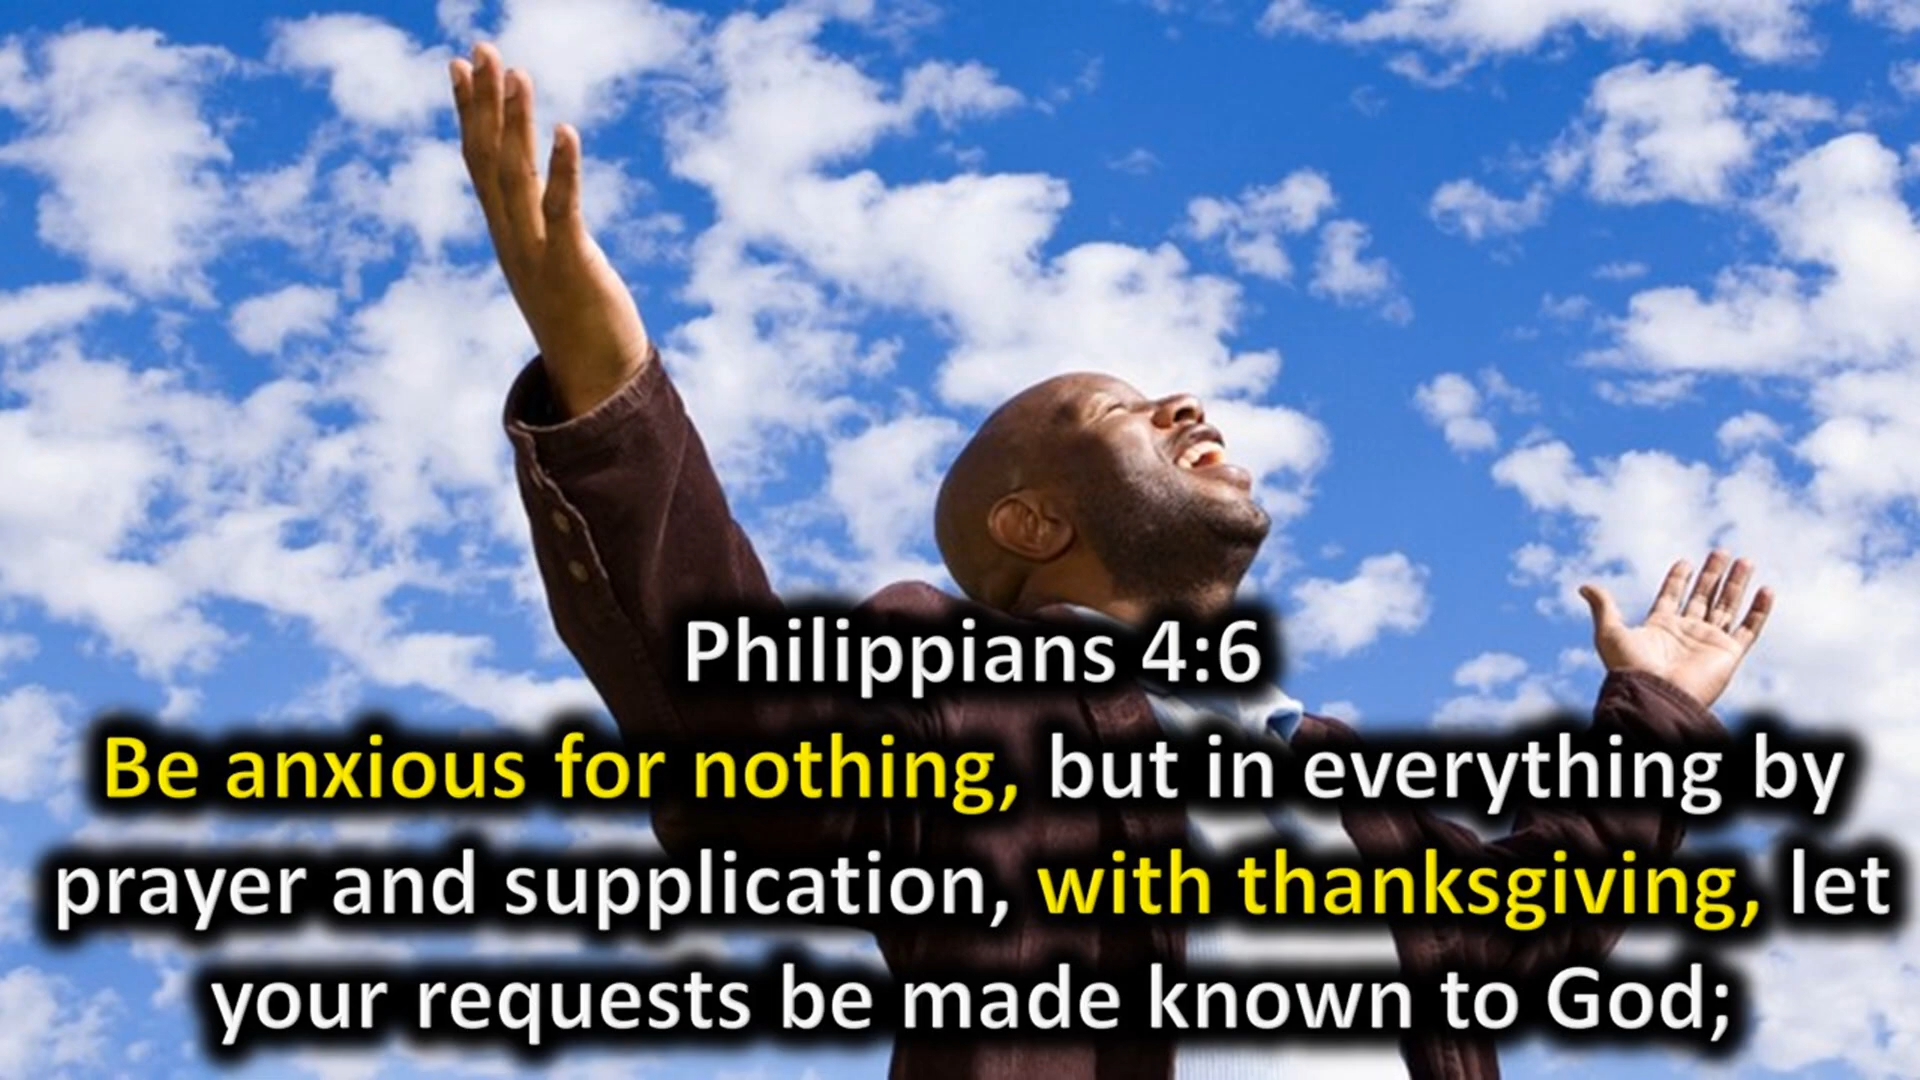 Philippians 4:6
Be anxious for nothing, but in everything by
prayer and supplication, with thanksgiving, let
your requests be made known to God;